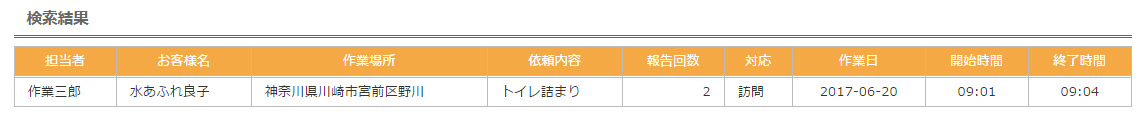 検索結果
担当者 お客様名 作業場所 依頼内容 報告回数 対応 作業日 開始時間 終了時間
作業三郎 水あふれ良子 神奈川県川崎市宮前区野川 トイレ詰まり 2 訪問 2017-06-20 09:01 09:04